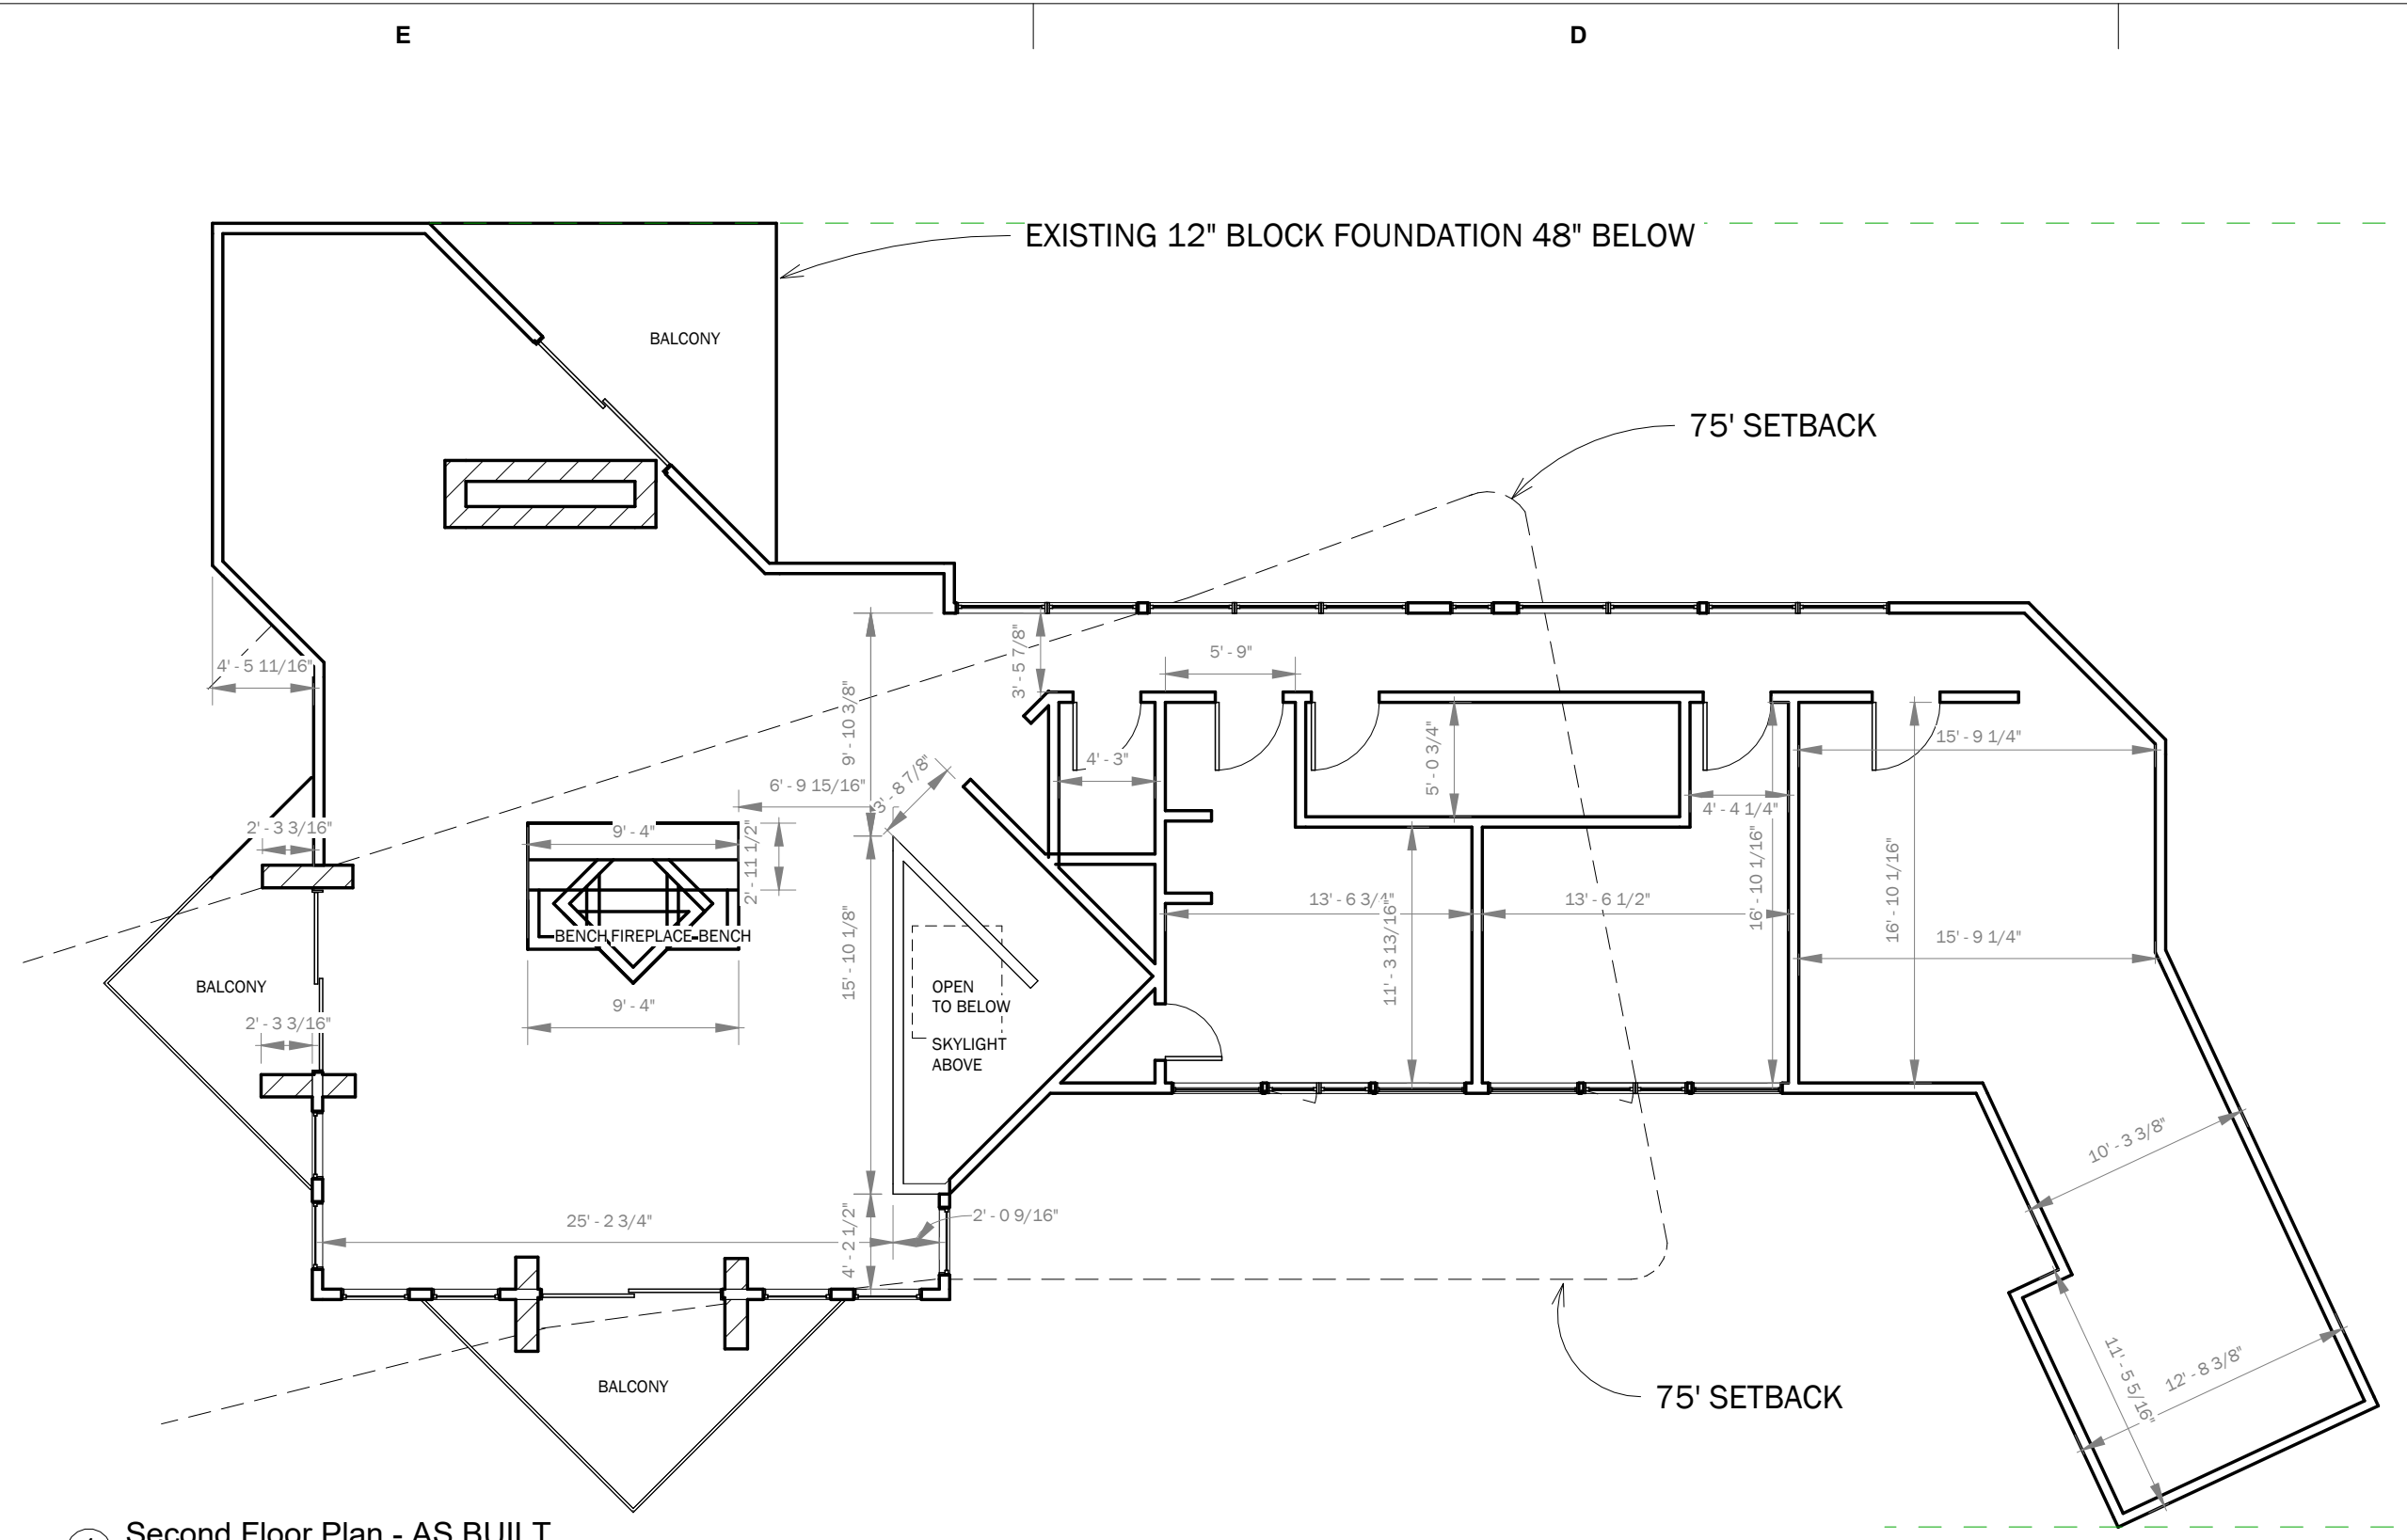 E
D
EXISTING 12" BLOCK FOUNDATION 48" BELOW
BALCONY
75' SETBACK
4' - 5 11/16"
3' - 5 7/8"
5' - 9"
9' - 10 3/8"
15' - 9 1/4"
5' - 0 3/4"
4' - 3"
3' - 8 7/8"
6' - 9 15/16"
4' - 4 1/4"
2' - 3 3/16"
9' - 4"
2' - 11 1/2"
16' - 10 1/16"
16' - 10 1/16"
13' - 6 3/4"
13' - 6 1/2"
BENCH FIREPLACE BENCH
15' - 10 1/8"
11' - 3 13/16"
15' - 9 1/4"
BALCONY
OPEN
TO BELOW
9' - 4"
2' - 3 3/16"
SKYLIGHT
ABOVE
10' - 3 3/8"
25' - 2 3/4"
4' - 2 1/2"
2' - 0 9/16"
11' - 5 5/16"
12' - 8 3/8"
BALCONY
75' SETBACK
Second Floor Plan - AS BUILT